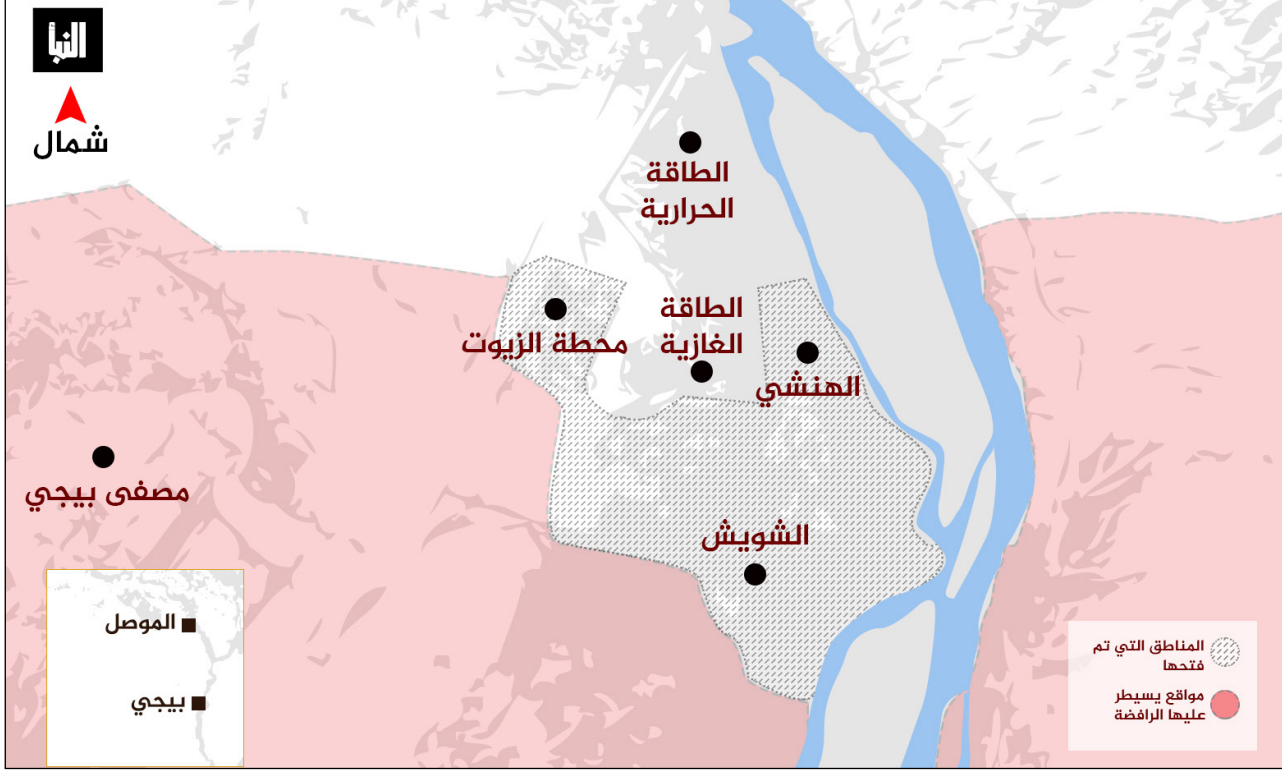 النبأ
شمال
الطاقة
الحرارية
الطاقة
الغازية
محطة الزيوت
الهنشي
مصفى بيجي
الشويش
الموصل
بيجي
المناطق التي تم
فتحها
مواقع يسيطر
عليها الرافضة